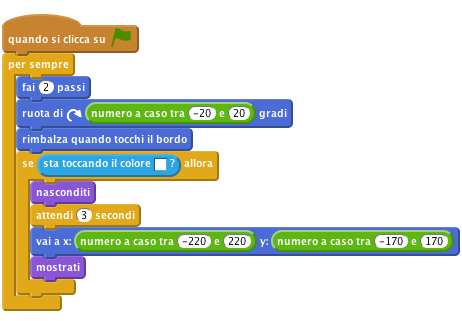 quando si clicca su
per sempre
fai 2 passi
ruota di numero a caso tra -20 e 20 gradi
rimbalza quando tocchi il bordo
se sta toccando il colore ? allora
nasconditi
attendi 3 secondi
vai a x: numero a caso tra -220 e 220 y: numero a caso tra -170 e 170
mostrati